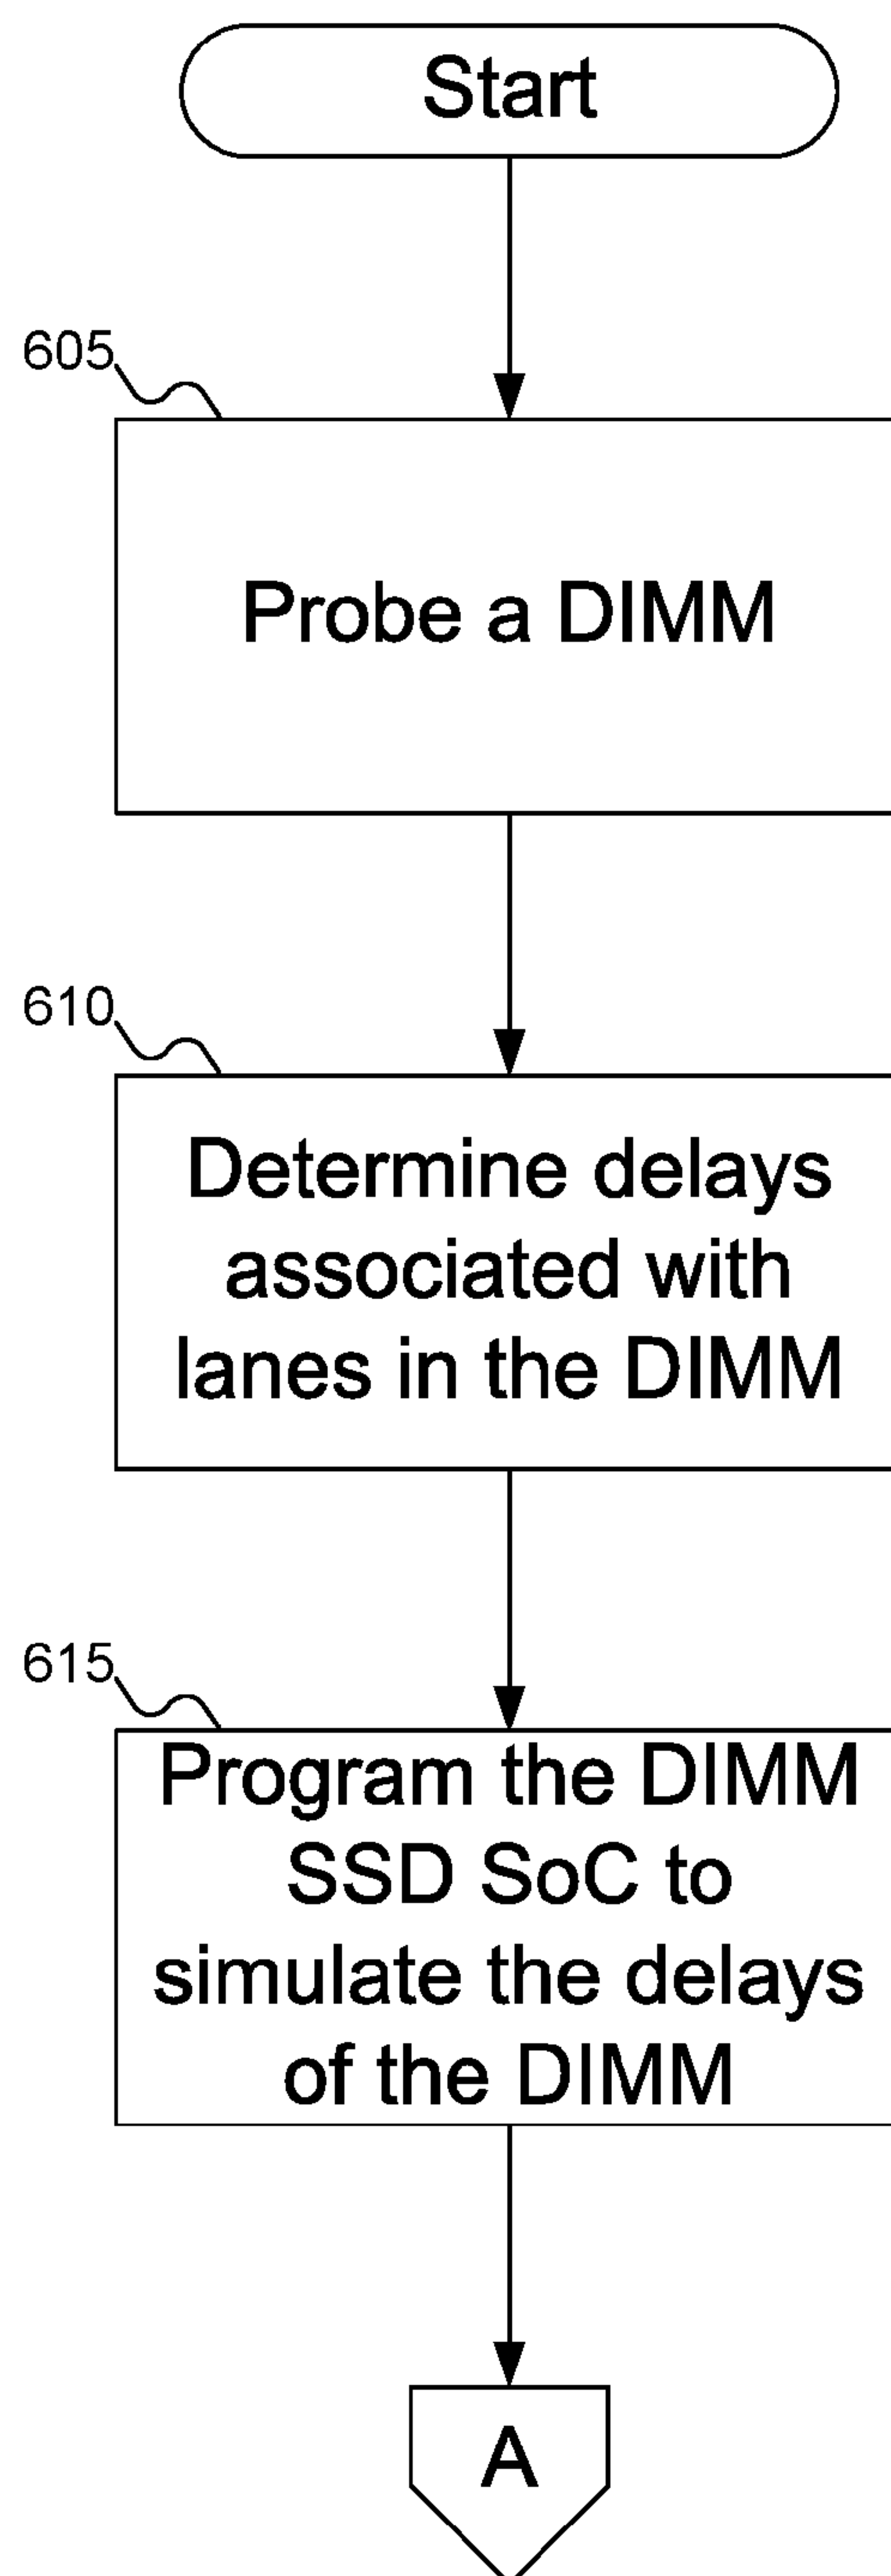 Start
605
Probe a DIMM
610
Determine delays
associated with
lanes in the DIMM
615
Program the DIMM
SSD SoC to
simulate the delays
of the DIMM
A